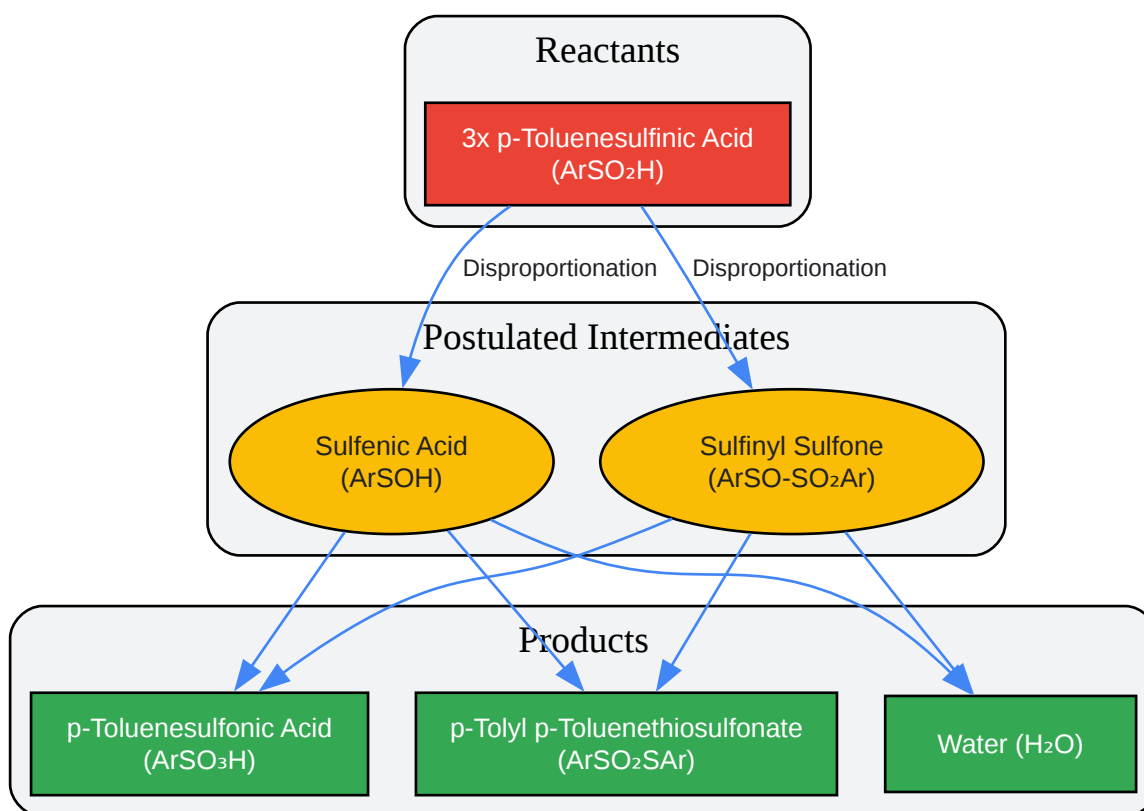 Reactants
3x p-Toluenesulfinic Acid
(ArSO₂H)
Disproportionation
Disproportionation
Postulated Intermediates
Sulfenic Acid
(ArSOH)
Sulfinyl Sulfone
(ArSO-SO₂Ar)
Products
p-Toluenesulfonic Acid
(ArSO₃H)
p-Tolyl p-Toluenethiosulfonate
(ArSO₂SAr)
Water (H₂O)